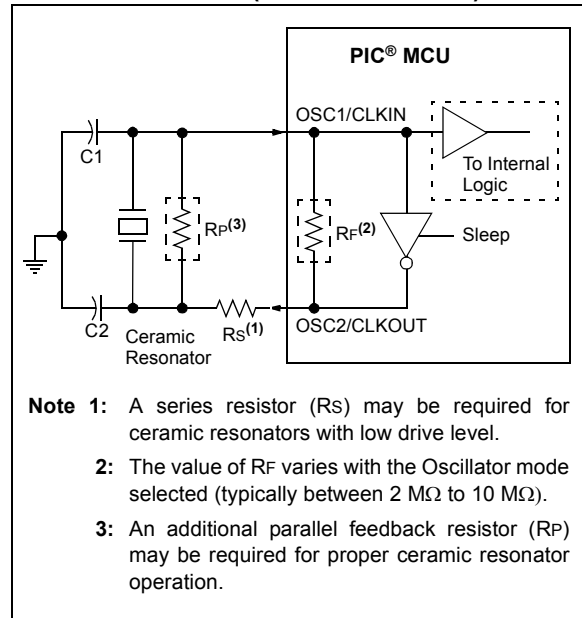 PIC® MCU
OSC1/CLKIN
C1
To Internal
Logic
RP(3)
RF(2)
Sleep
C2
Ceramic
Resonator
RS(1)
OSC2/CLKOUT
Note 1: A series resistor (RS) may be required for
ceramic resonators with low drive level.
2: The value of RF varies with the Oscillator mode
selected (typically between 2 MΩ to 10 MΩ).
3: An additional parallel feedback resistor (RP)
may be required for proper ceramic resonator
operation.